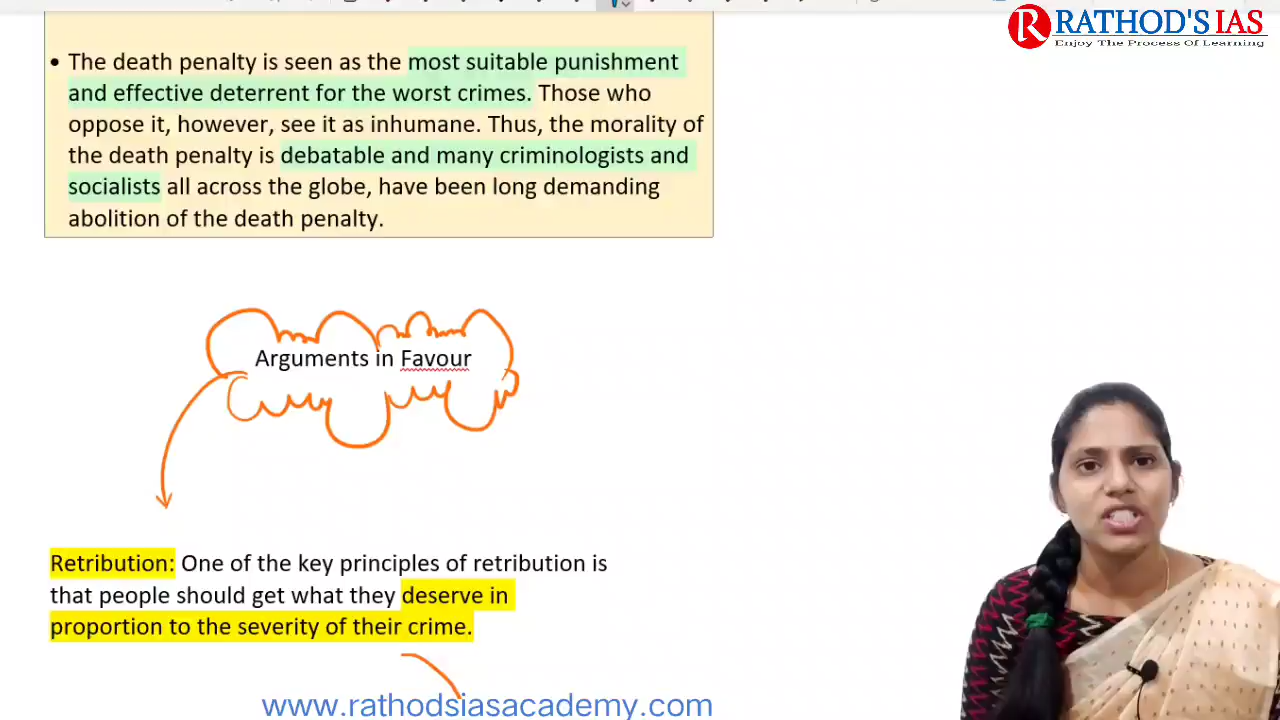 RATHOD'S IAS
Enjoy The Process Of Learning
• The death penalty is seen as the most suitable punishment
and effective deterrent for the worst crimes. Those who
oppose it, however, see it as inhumane. Thus, the morality of
the death penalty is debatable and many criminologists and
socialists all across the globe, have been long demanding
abolition of the death penalty.
Arguments in Favour
Retribution: One of the key principles of retribution is
that people should get what they deserve in
proportion to the severity of their crime.
www.rathodsiasacademy.com